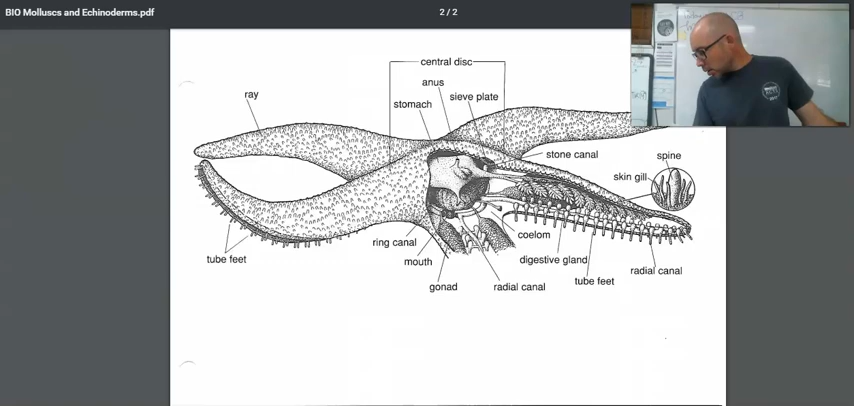 BIO Molluscs and Echinoderms.pdf
2 / 2
central disc
anus
ray
sieve plate
stomach
stone canal
spine
skin gill
ring canal
coelom
tube feet
mouth
digestive gland
radial canal
gonad
radial canal
tube feet